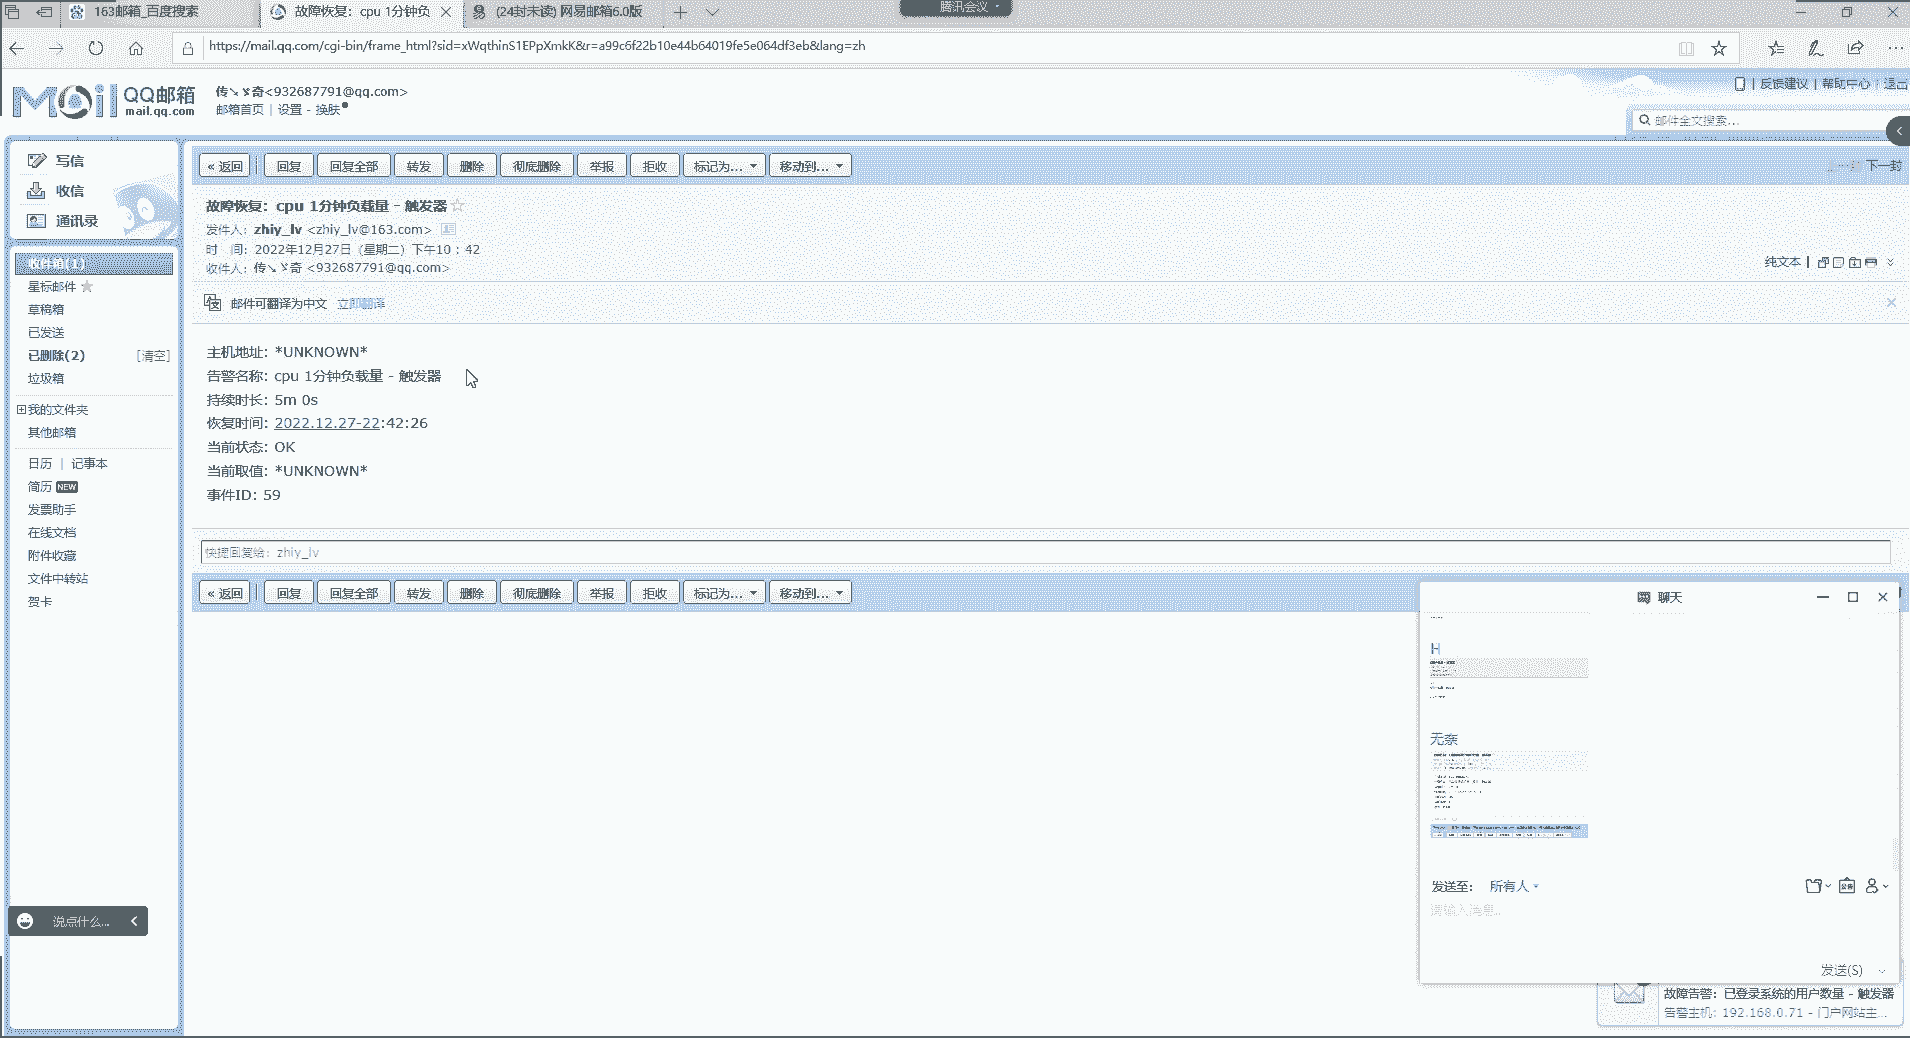 163邮箱_百度搜索
故障恢复：cpu 1分钟负
(24封未读) 网易邮箱6.0版
腾讯会议
https://mail.qq.com/cgi-bin/frame_html?sid=xWqthinS1EPpXmkK&r=a99c6f22b10e44b64019fe5e064df3eb&lang=zh
Mail QQ邮箱
mail.qq.com
传↘ゞ奇<932687791@qq.com>
邮箱首页 | 设置 - 换肤
反馈建议 | 帮助中心 | 退出
邮件全文搜索...
写信
收信
通讯录
收件箱(1)
星标邮件
草稿箱
已发送
已删除(2) [清空]
垃圾箱
我的文件夹
其他邮箱
日历 | 记事本
简历 NEW
发票助手
在线文档
附件收藏
文件中转站
贺卡
说点什么...
« 返回 回复 回复全部 转发 删除 彻底删除 举报 拒收 标记为... 移动到...
下一封
故障恢复：cpu 1分钟负载量 - 触发器
发件人：zhiy_lv <zhiy_lv@163.com>
时 间：2022年12月27日（星期二）下午10：42
收件人：传↘ゞ奇 <932687791@qq.com>
纯文本 |
邮件可翻译为中文 立即翻译
主机地址：*UNKNOWN*
告警名称：cpu 1分钟负载量 - 触发器
持续时长：5m 0s
恢复时间：2022.12.27-22:42:26
当前状态：OK
当前取值：*UNKNOWN*
事件ID：59
快捷回复给：zhiy_lv
« 返回 回复 回复全部 转发 删除 彻底删除 举报 拒收 标记为... 移动到...
聊天
H
无亲
发送至： 所有人
请输入消息...
发送(S)
故障告警：已登录系统的用户数量 - 触发器
告警主机：192.168.0.71 - 门户网站主...